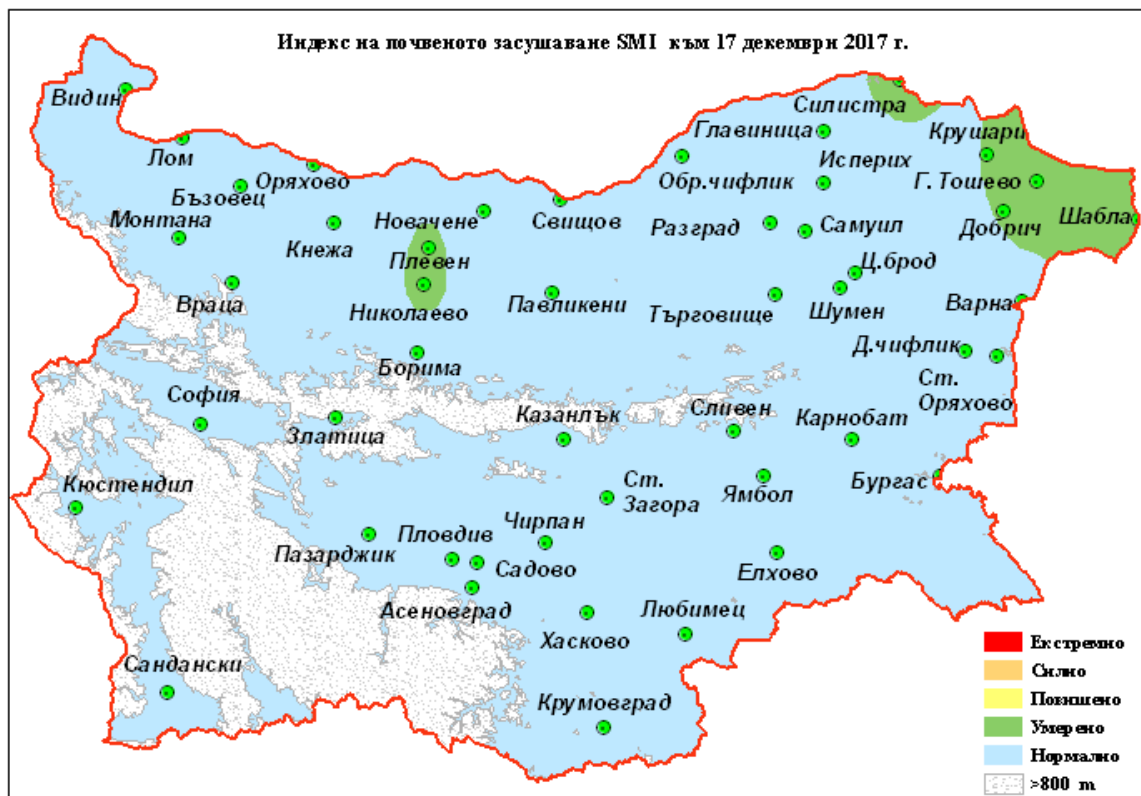 Индекс на почвеното засушаване SMI към 17 декември 2017 г.
Видин
Силистра
Главиница
Крушари
Лом
Оряхово
Обр.чифлик
Исперих
Г. Тошево
Бъзовец
Монтана
Новачене
Свищов
Разград
Самуил
Добрич
Шабла
Кнежа
Плевен
Ц.брод
Враца
Николаево
Павликени
Търговище
Шумен
Варна
Борима
Д.чифлик
Ст.
Оряхово
София
Златица
Казанлък
Сливен
Карнобат
Кюстендил
Ст.
Загора
Ямбол
Бургас
Чирпан
Пловдив
Пазарджик
Садово
Елхово
Асеновград
Хасково
Любимец
Сандански
Крумовград
Екстремно
Силно
Повишено
Умерено
Нормално
>800 m